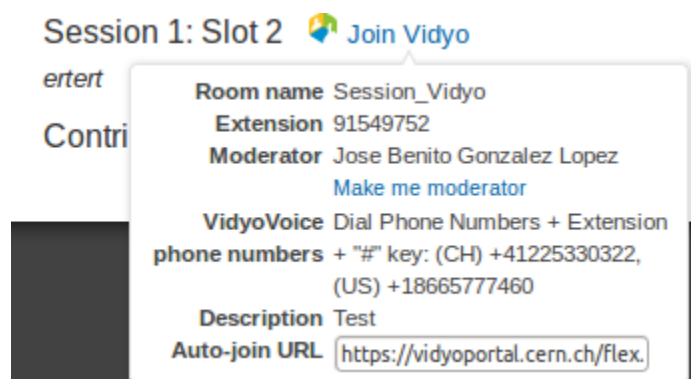 Session 1: Slot 2 Join Vidyo
ertert
Room name Session_Vidyo
Extension 91549752
Contri
Moderator Jose Benito Gonzalez Lopez
Make me moderator
VidyoVoice Dial Phone Numbers + Extension
phone numbers + "#" key: (CH) +41225330322,
(US) +18665777460
Description Test
Auto-join URL https://vidyoportal.cern.ch/flex.